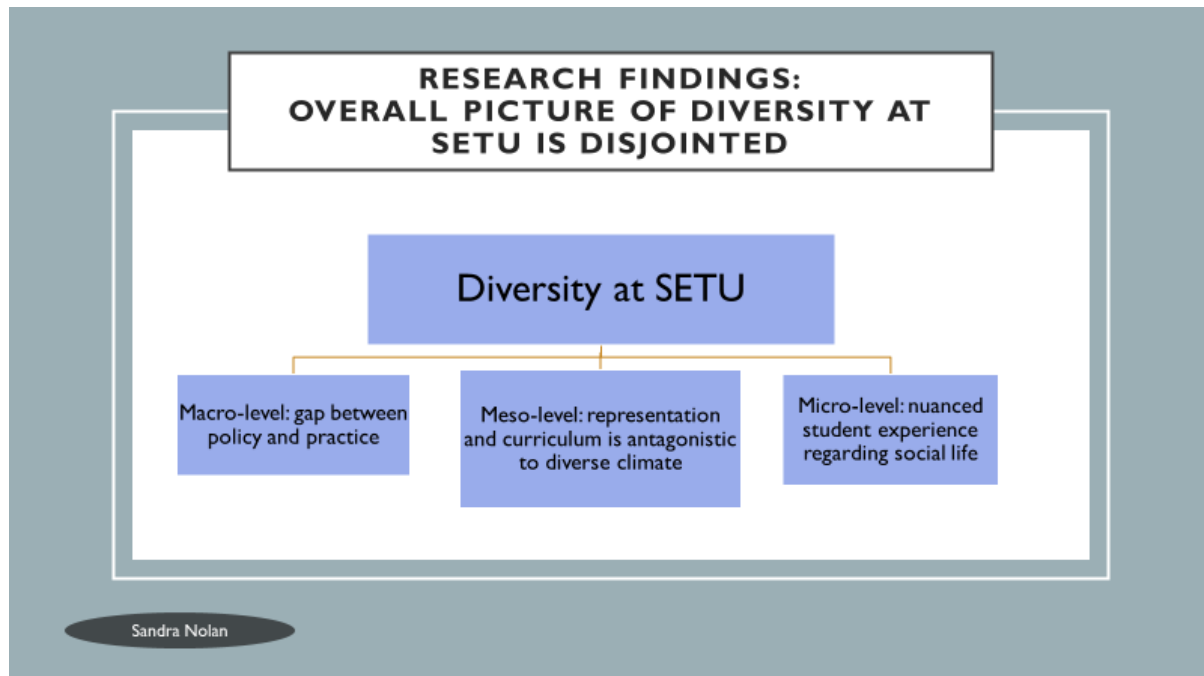 RESEARCH FINDINGS:
OVERALL PICTURE OF DIVERSITY AT
SETU IS DISJOINTED
Diversity at SETU
Macro-level: gap between
policy and practice
Meso-level: representation
and curriculum is antagonistic
to diverse climate
Micro-level: nuanced
student experience
regarding social life
Sandra Nolan